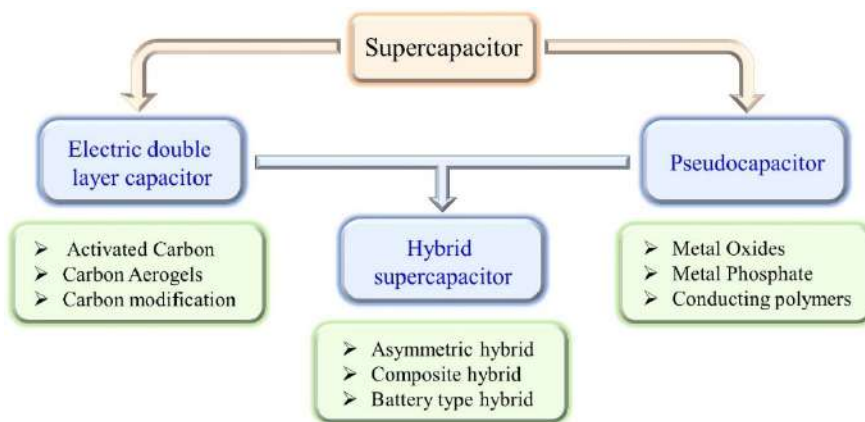 Supercapacitor
Electric double
layer capacitor
Pseudocapacitor
➤ Activated Carbon
➤ Carbon Aerogels
➤ Carbon modification
Hybrid
supercapacitor
➤ Metal Oxides
➤ Metal Phosphate
➤ Conducting polymers
➤ Asymmetric hybrid
➤ Composite hybrid
➤ Battery type hybrid